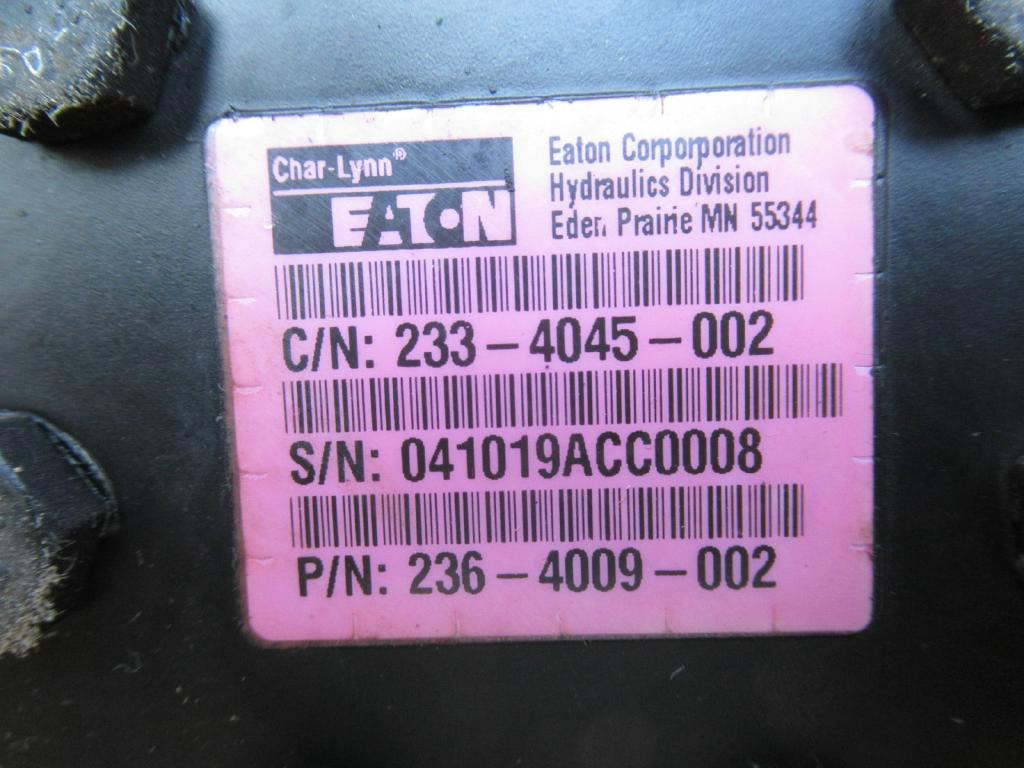 Char-Lynn®
EATON
Eaton Corporporation
Hydraulics Division
Eden Prairie MN 55344
C/N: 233-4045-002
S/N: 041019ACC0008
P/N: 236-4009-002